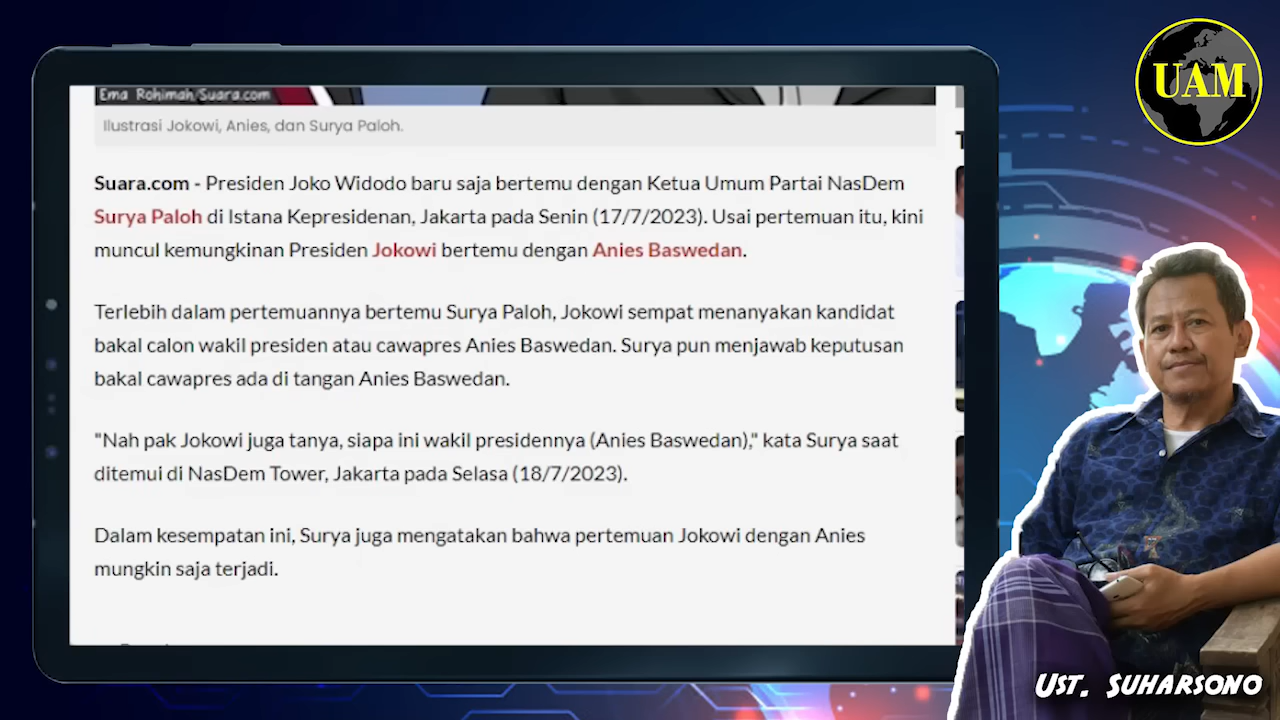 UAM
Ema Rohimah/Suara.com
Ilustrasi Jokowi, Anies, dan Surya Paloh.
Suara.com - Presiden Joko Widodo baru saja bertemu dengan Ketua Umum Partai NasDem
Surya Paloh di Istana Kepresidenan, Jakarta pada Senin (17/7/2023). Usai pertemuan itu, kini
muncul kemungkinan Presiden Jokowi bertemu dengan Anies Baswedan.
Terlebih dalam pertemuannya bertemu Surya Paloh, Jokowi sempat menanyakan kandidat
bakal calon wakil presiden atau cawapres Anies Baswedan. Surya pun menjawab keputusan
bakal cawapres ada di tangan Anies Baswedan.
"Nah pak Jokowi juga tanya, siapa ini wakil presidennya (Anies Baswedan)," kata Surya saat
ditemui di NasDem Tower, Jakarta pada Selasa (18/7/2023).
Dalam kesempatan ini, Surya juga mengatakan bahwa pertemuan Jokowi dengan Anies
mungkin saja terjadi.
UST. SUHARSONO